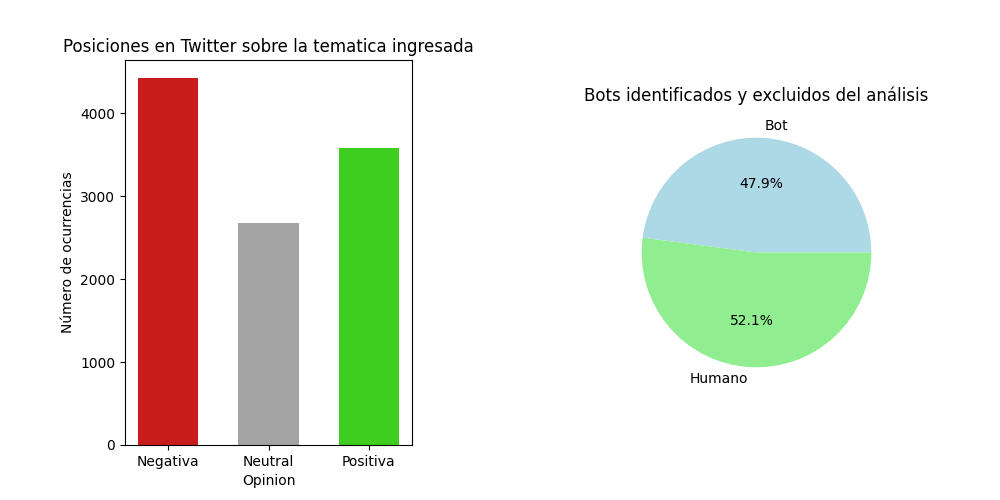 Posiciones en Twitter sobre la tematica ingresada
Número de ocurrencias
4000
3000
2000
1000
0
Negativa
Neutral
Positiva
Opinion
Bots identificados y excluidos del análisis
Bot
47.9%
52.1%
Humano